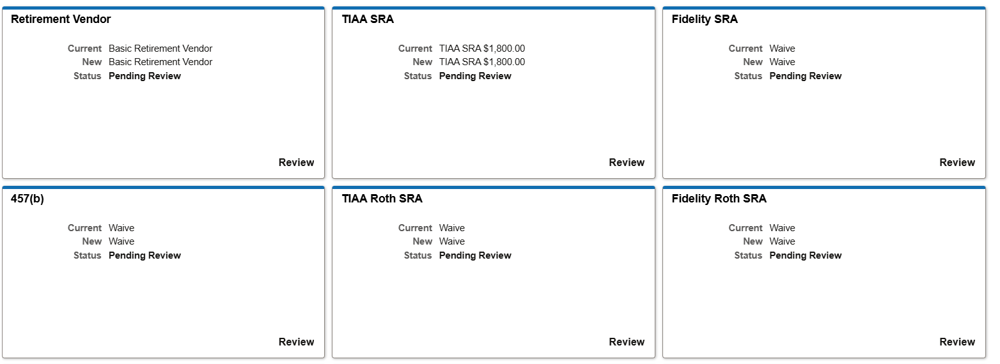 Retirement Vendor
Current Basic Retirement Vendor
New Basic Retirement Vendor
Status Pending Review
Review
TIAA SRA
Current TIAA SRA $1,800.00
New TIAA SRA $1,800.00
Status Pending Review
Review
Fidelity SRA
Current Waive
New Waive
Status Pending Review
Review
457(b)
Current Waive
New Waive
Status Pending Review
Review
TIAA Roth SRA
Current Waive
New Waive
Status Pending Review
Review
Fidelity Roth SRA
Current Waive
New Waive
Status Pending Review
Review